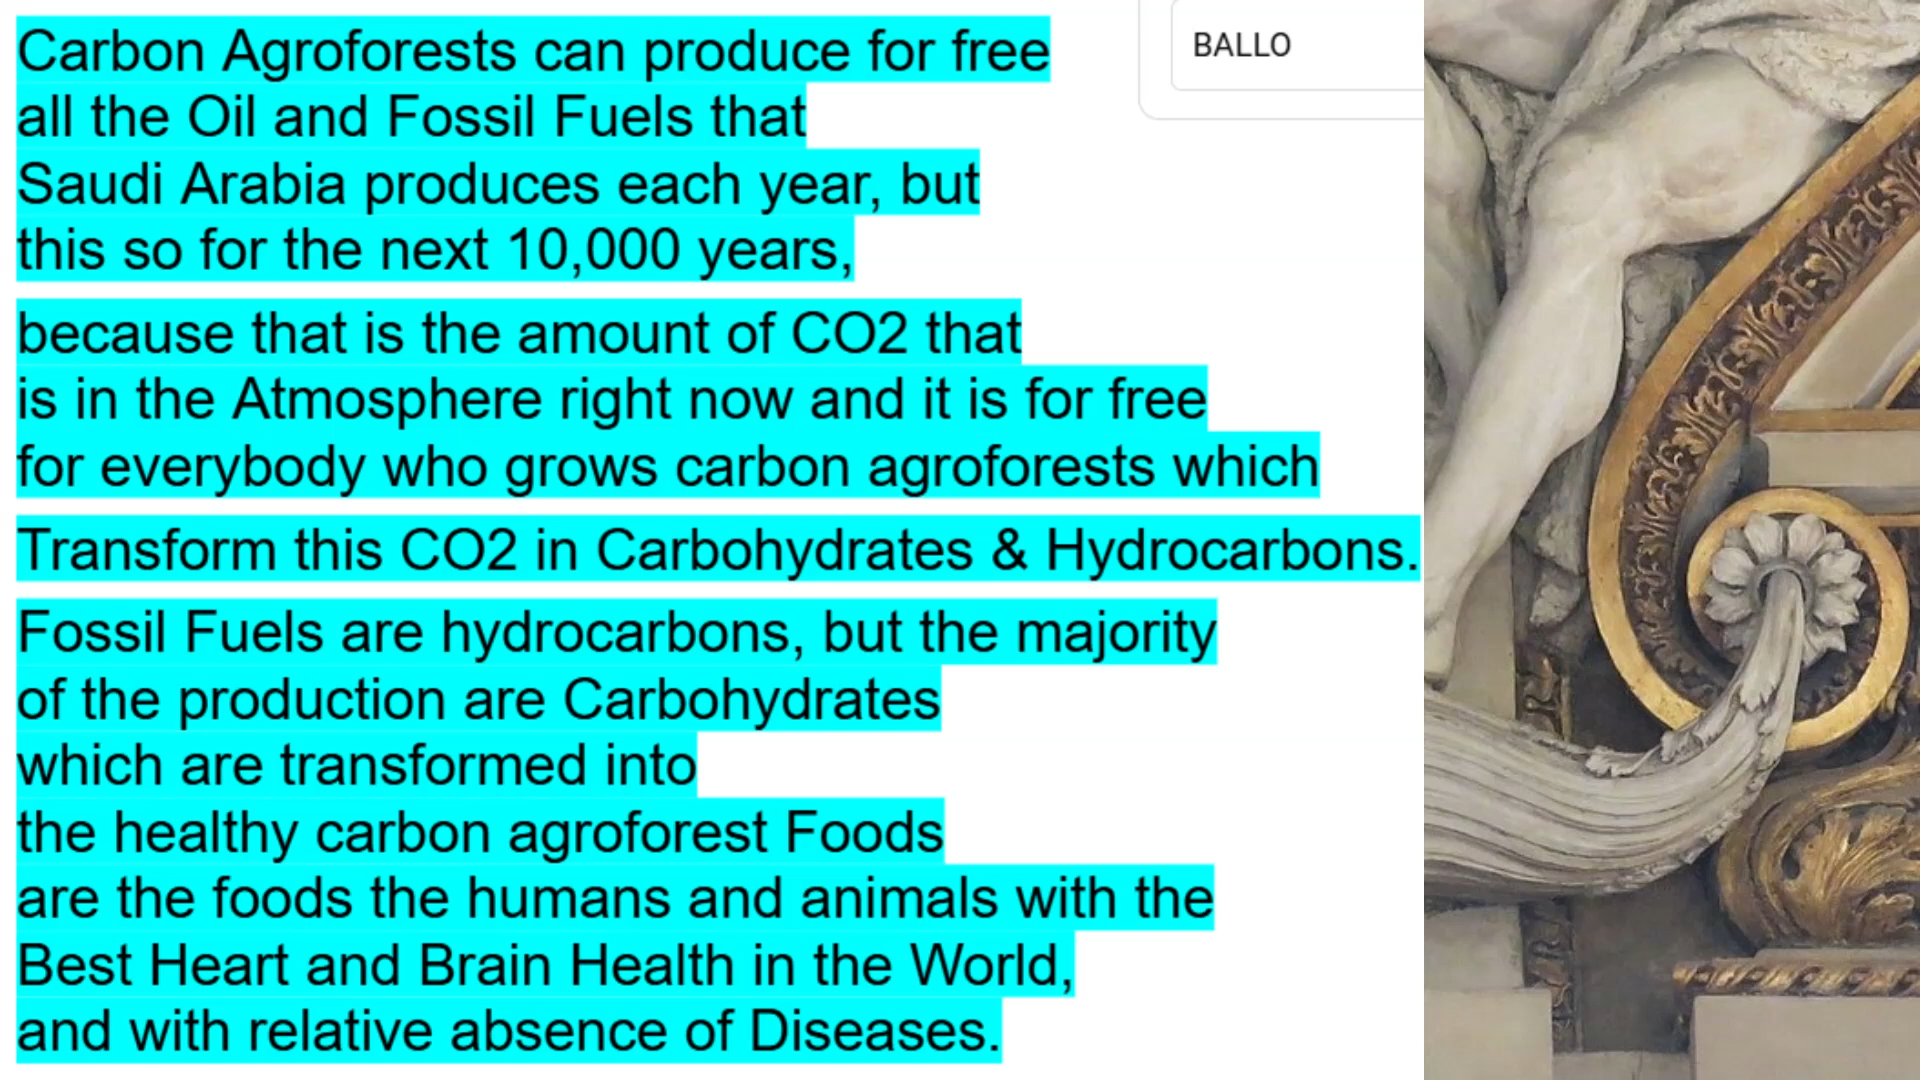 Carbon Agroforests can produce for free
all the Oil and Fossil Fuels that
Saudi Arabia produces each year, but
this so for the next 10,000 years,
because that is the amount of CO2 that
is in the Atmosphere right now and it is for free
for everybody who grows carbon agroforests which
Transform this CO2 in Carbohydrates & Hydrocarbons.
Fossil Fuels are hydrocarbons, but the majority
of the production are Carbohydrates
which are transformed into
the healthy carbon agroforest Foods
are the foods the humans and animals with the
Best Heart and Brain Health in the World,
and with relative absence of Diseases.
BALLO